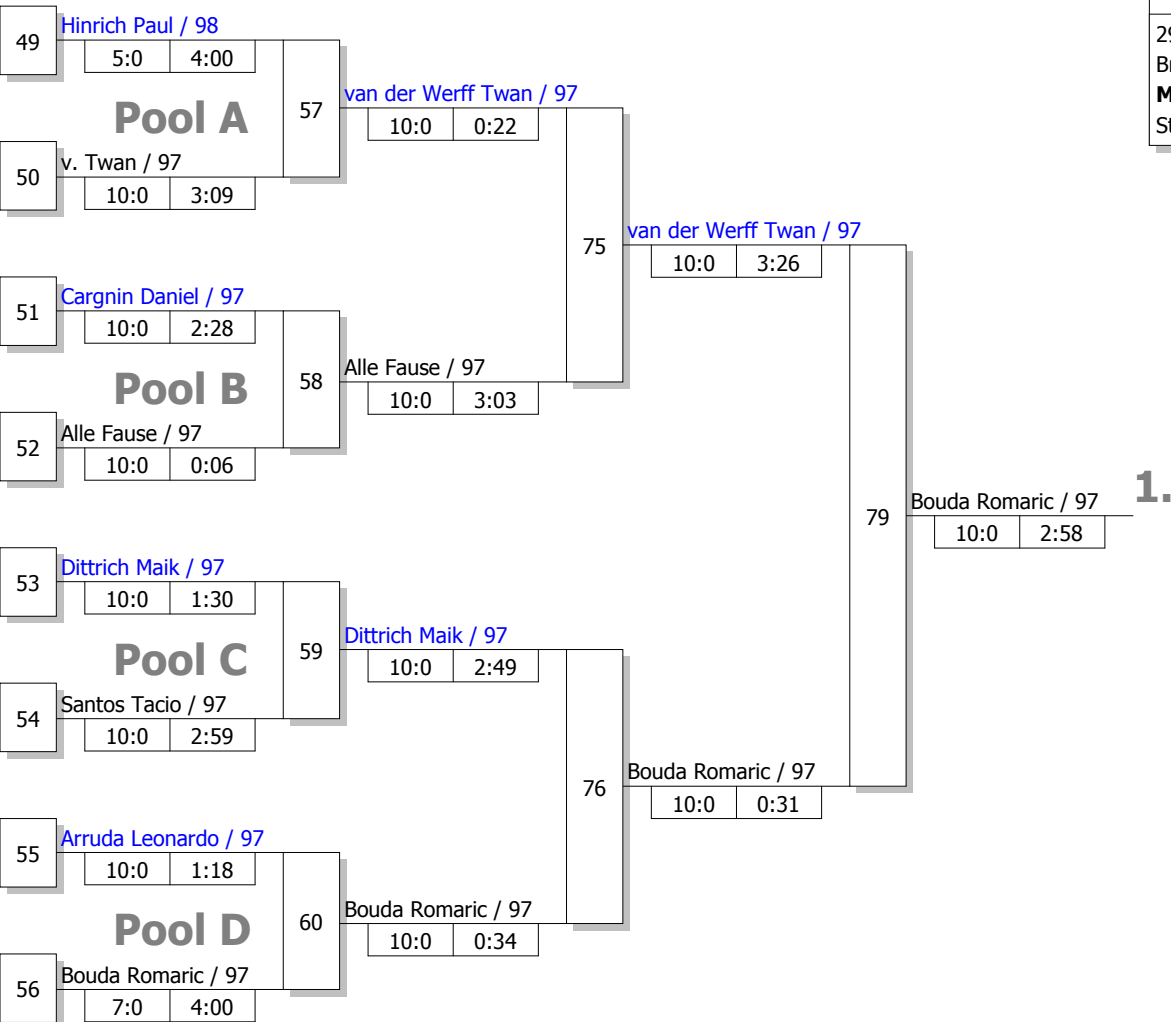 49
Hinrich Paul / 98
5:0 4:00
Pool A
57
van der Werff Twan / 97
10:0 0:22
50
v. Twan / 97
10:0 3:09
75
van der Werff Twan / 97
10:0 3:26
51
Cargnin Daniel / 97
10:0 2:28
Pool B
58
Alle Fause / 97
10:0 3:03
52
Alle Fause / 97
10:0 0:06
79
Bouda Romaric / 97
10:0 2:58
1.
53
Dittrich Maik / 97
10:0 1:30
Pool C
59
Dittrich Maik / 97
10:0 2:49
54
Santos Tacio / 97
10:0 2:59
76
Bouda Romaric / 97
10:0 0:31
55
Arruda Leonardo / 97
10:0 1:18
Pool D
60
Bouda Romaric / 97
10:0 0:34
56
Bouda Romaric / 97
7:0 4:00